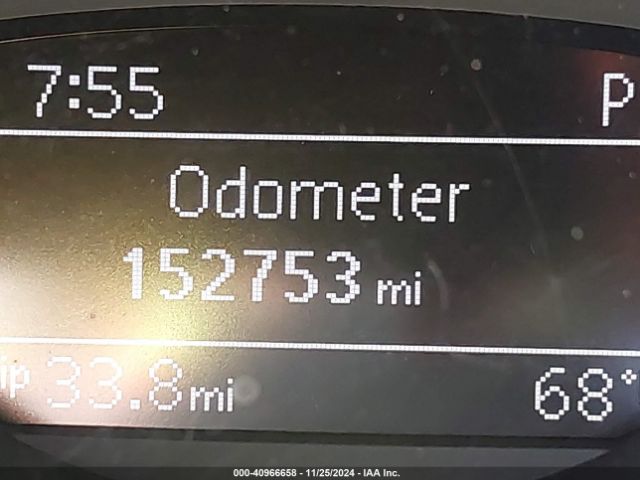 7:55 P
Odometer
152753 mi
ip 33.8mi 68°
000-40966658 - 11/25/2024 - IAA Inc.